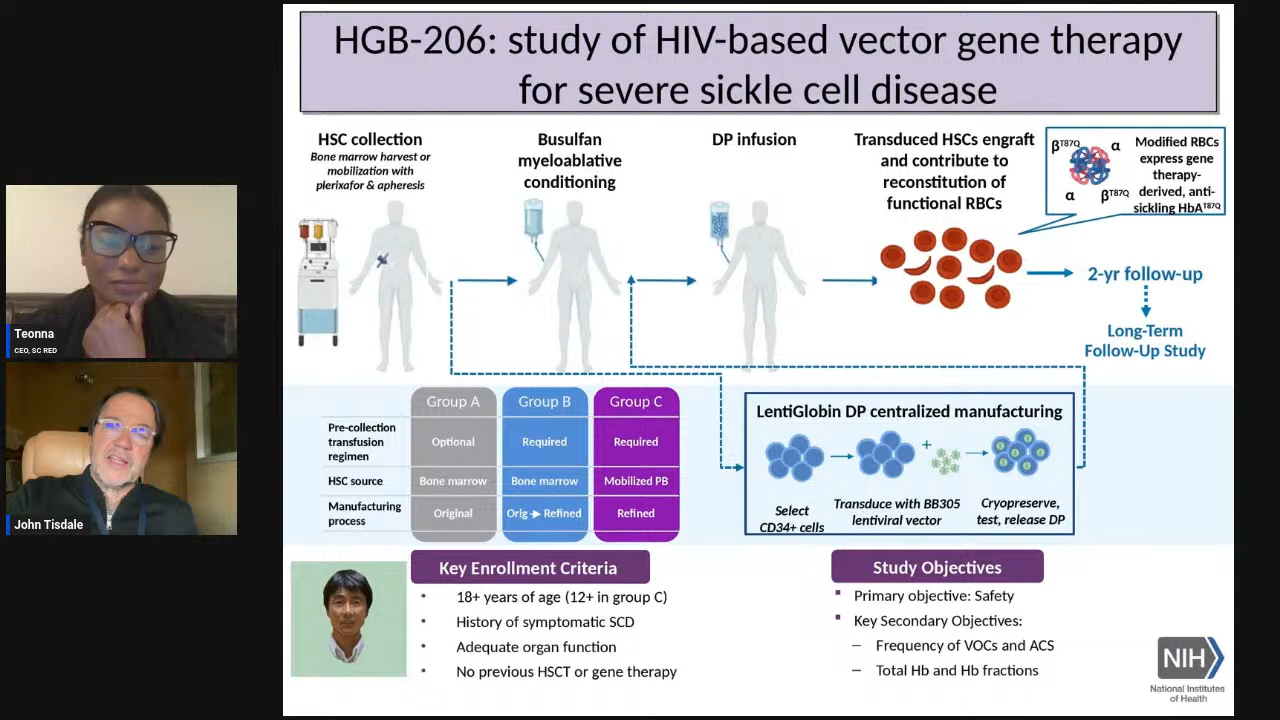 HGB-206: study of HIV-based vector gene therapy
for severe sickle cell disease
HSC collection
Bone marrow harvest or
mobilization with
plerixafor & apheresis
Busulfan
myeloablative
conditioning
DP infusion
Transduced HSCs engraft
and contribute to
reconstitution of
functional RBCs
βᵀ⁸⁷Q
α
α
βᵀ⁸⁷Q
Modified RBCs
express gene
therapy-
derived, anti-
sickling HbAᵀ⁸⁷Q
2-yr follow-up
Long-Term
Follow-Up Study
Teonna
CEO, SC RED
John Tisdale
Group A
Group B
Group C
Pre-collection
transfusion
regimen
Optional
Required
Required
HSC source
Bone marrow
Bone marrow
Mobilized PB
Manufacturing
process
Original
Orig → Refined
Refined
LentiGlobin DP centralized manufacturing
+
Select
CD34+ cells
Transduce with BB305
lentiviral vector
Cryopreserve,
test, release DP
Key Enrollment Criteria
• 18+ years of age (12+ in group C)
• History of symptomatic SCD
• Adequate organ function
• No previous HSCT or gene therapy
Study Objectives
▪ Primary objective: Safety
▪ Key Secondary Objectives:
– Frequency of VOCs and ACS
– Total Hb and Hb fractions
NIH
National Institutes
of Health